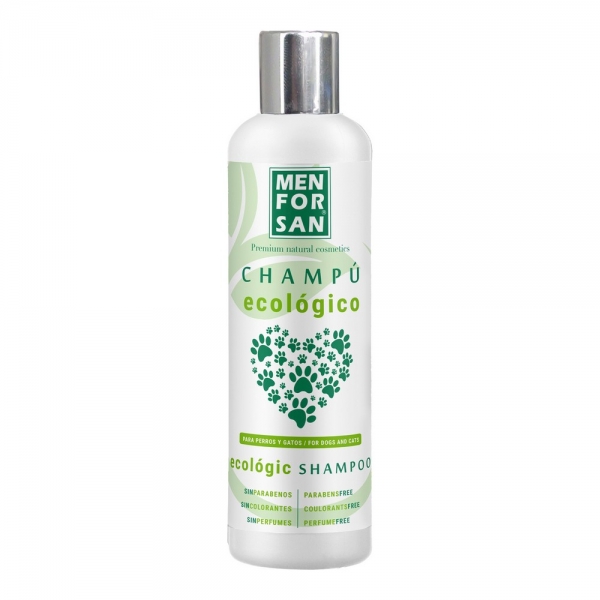 MEN
FOR
SAN®
Premium natural cosmetics
CHAMPÚ
ecológico
PARA PERROS Y GATOS / FOR DOGS AND CATS
ecológic SHAMPOO
SINPARABENOS PARABENSFREE
SINCOLORANTES COULORANTSFREE
SINPERFUMES PERFUMEFREE